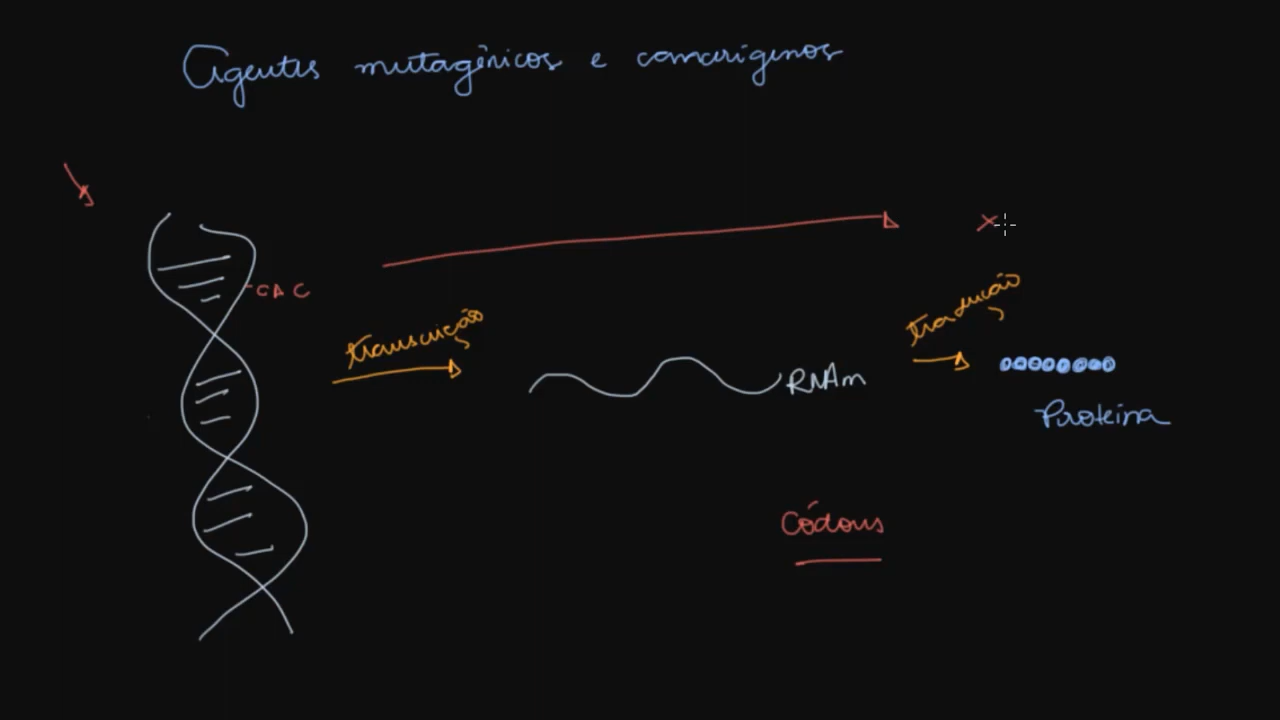 Agentes mutagênicos e cancerígenos
x
CAC
transcrição
tradução
RNAm
Proteína
Códons